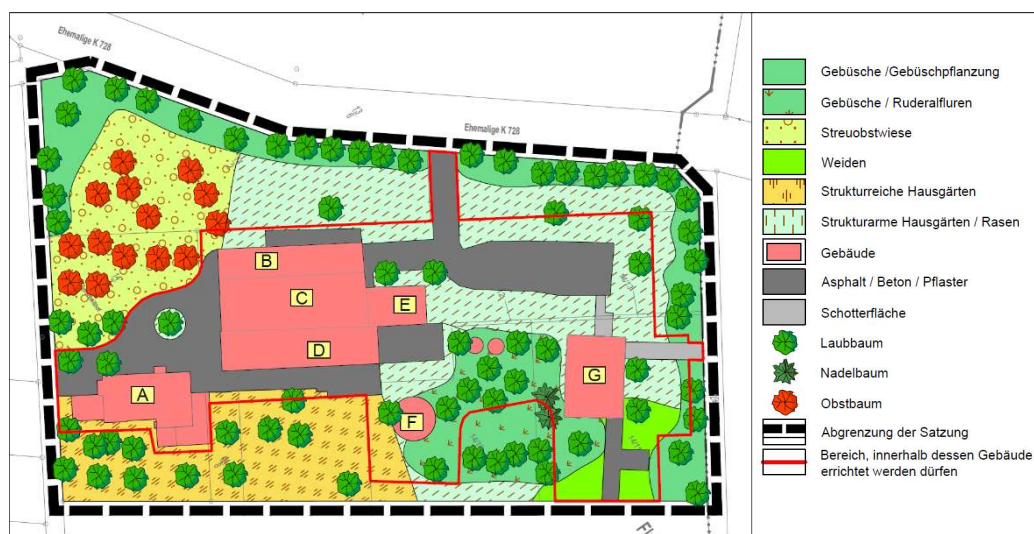 Ehemalige K 728
Ehemalige K 728
B
C
E
D
A
F
G
Gebüsche /Gebüschpflanzung
Gebüsche / Ruderalfluren
Streuobstwiese
Weiden
Strukturreiche Hausgärten
Strukturarme Hausgärten / Rasen
Gebäude
Asphalt / Beton / Pflaster
Schotterfläche
Laubbaum
Nadelbaum
Obstbaum
Abgrenzung der Satzung
Bereich, innerhalb dessen Gebäude
errichtet werden dürfen